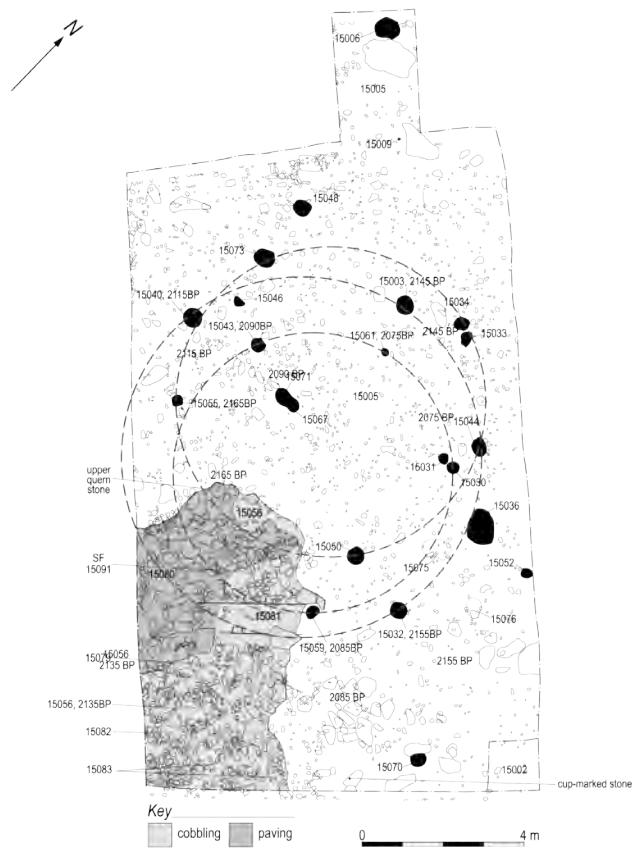 N
15006
15005
15009
15048
15073
15003, 2145 BP
15040, 2115BP
15046
15034
15043, 2090BP
15061, 2075BP
2145 BP
15033
2115 BP
2090 BP
15071
15005
15055, 2165BP
15067
2075 BP
15044
upper
quern
stone
2165 BP
15031
15030
15056
15036
15050
SF
15091
15080
15075
15052
15081
15076
15032, 2155BP
15059, 2085BP
15056
15079
2135 BP
2155 BP
2085 BP
15056, 2135BP
15082
15070
15002
15083
cup-marked stone
Key
cobbling
paving
0
4 m